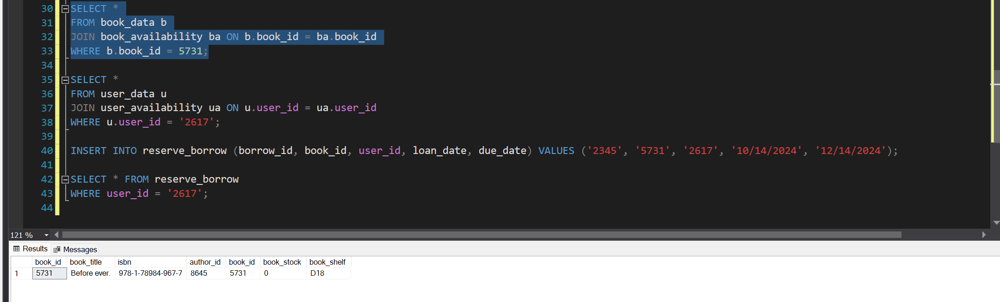 30 SELECT *
31 FROM book_data b
32 JOIN book_availability ba ON b.book_id = ba.book_id
33 WHERE b.book_id = 5731;
34
35 SELECT *
36 FROM user_data u
37 JOIN user_availability ua ON u.user_id = ua.user_id
38 WHERE u.user_id = '2617';
39
40 INSERT INTO reserve_borrow (borrow_id, book_id, user_id, loan_date, due_date) VALUES ('2345', '5731', '2617', '10/14/2024', '12/14/2024');
41
42 SELECT * FROM reserve_borrow
43 WHERE user_id = '2617';
44
121 %
Results Messages
book_id book_title isbn author_id book_id book_stock book_shelf
1 5731 Before ever. 978-1-78984-967-7 8645 5731 0 D18